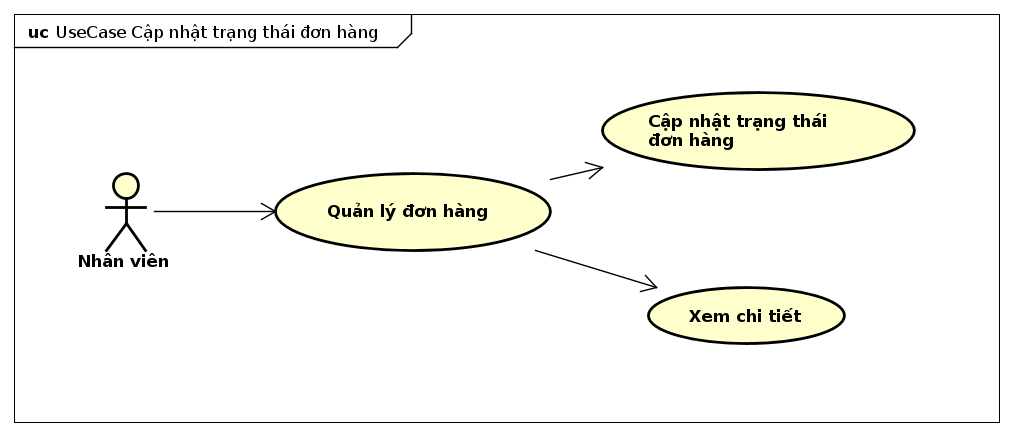 uc UseCase Cập nhật trạng thái đơn hàng
Cập nhật trạng thái
đơn hàng
Quản lý đơn hàng
Nhân viên
Xem chi tiết